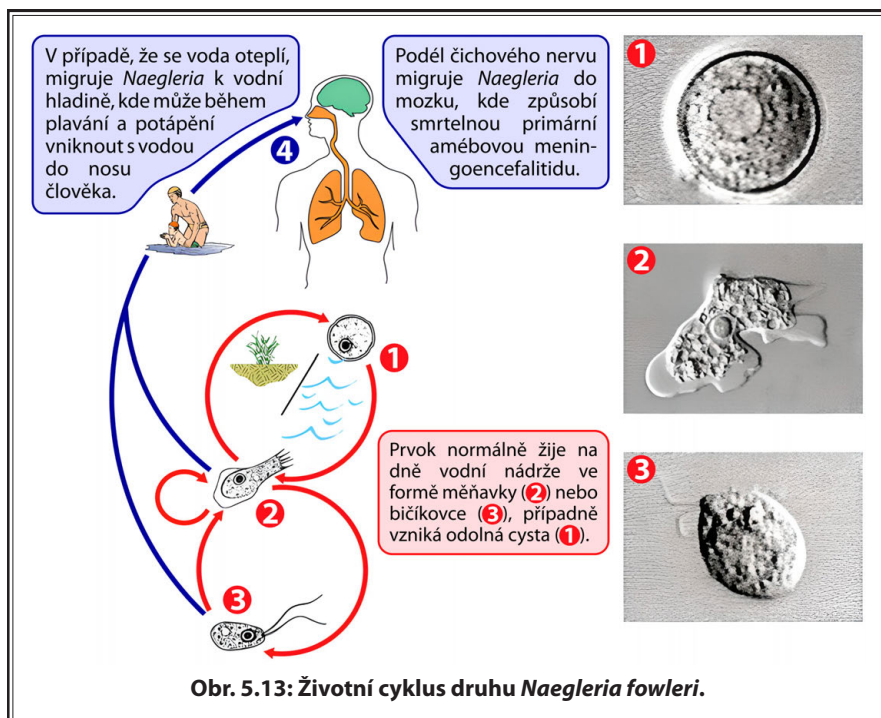 V případě, že se voda oteplí,
migruje Naegleria k vodní
hladině, kde může během
plavání a potápění
vniknout s vodou
do nosu
člověka.
Podél čichového nervu
migruje Naegleria do
mozku, kde způsobí
smrtelnou primární
amébovou menin-
goencefalitidu.
4
1
2
3
Prvok normálně žije na
dně vodní nádrže ve
formě měňavky (2) nebo
bičíkovce (3), případně
vzniká odolná cysta (1).
1
2
3
Obr. 5.13: Životní cyklus druhu Naegleria fowleri.